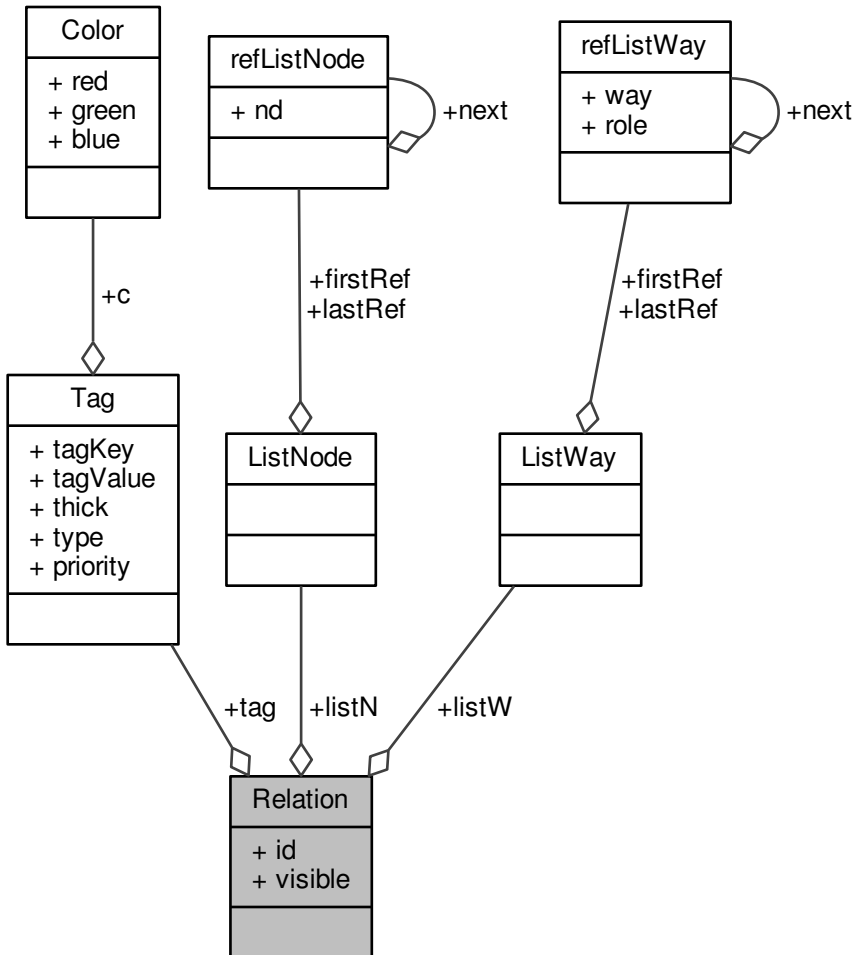 Color
+ red
+ green
+ blue
refListNode
+ nd
+next
refListWay
+ way
+ role
+next
+c
+firstRef
+lastRef
+firstRef
+lastRef
Tag
+ tagKey
+ tagValue
+ thick
+ type
+ priority
ListNode
ListWay
+tag
+listN
+listW
Relation
+ id
+ visible